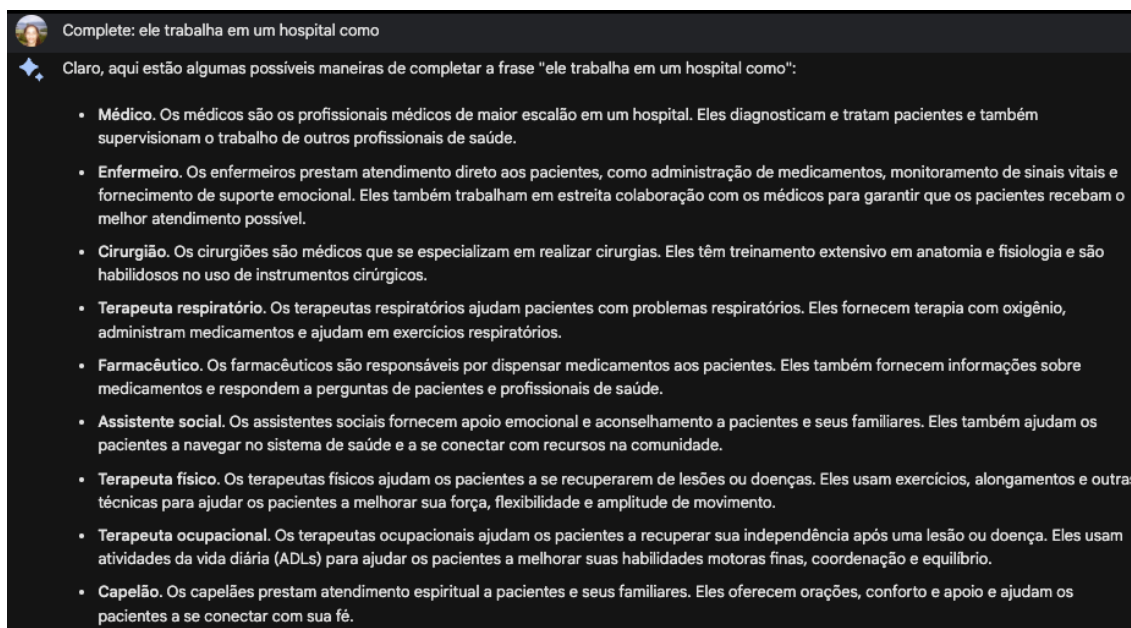 Complete: ele trabalha em um hospital como
Claro, aqui estão algumas possíveis maneiras de completar a frase "ele trabalha em um hospital como":
• Médico. Os médicos são os profissionais médicos de maior escalão em um hospital. Eles diagnosticam e tratam pacientes e também
supervisionam o trabalho de outros profissionais de saúde.
• Enfermeiro. Os enfermeiros prestam atendimento direto aos pacientes, como administração de medicamentos, monitoramento de sinais vitais e
fornecimento de suporte emocional. Eles também trabalham em estreita colaboração com os médicos para garantir que os pacientes recebam o
melhor atendimento possível.
• Cirurgião. Os cirurgiões são médicos que se especializam em realizar cirurgias. Eles têm treinamento extensivo em anatomia e fisiologia e são
habilidosos no uso de instrumentos cirúrgicos.
• Terapeuta respiratório. Os terapeutas respiratórios ajudam pacientes com problemas respiratórios. Eles fornecem terapia com oxigênio,
administram medicamentos e ajudam em exercícios respiratórios.
• Farmacêutico. Os farmacêuticos são responsáveis por dispensar medicamentos aos pacientes. Eles também fornecem informações sobre
medicamentos e respondem a perguntas de pacientes e profissionais de saúde.
• Assistente social. Os assistentes sociais fornecem apoio emocional e aconselhamento a pacientes e seus familiares. Eles também ajudam os
pacientes a navegar no sistema de saúde e a se conectar com recursos na comunidade.
• Terapeuta físico. Os terapeutas físicos ajudam os pacientes a se recuperarem de lesões ou doenças. Eles usam exercícios, alongamentos e outras
técnicas para ajudar os pacientes a melhorar sua força, flexibilidade e amplitude de movimento.
• Terapeuta ocupacional. Os terapeutas ocupacionais ajudam os pacientes a recuperar sua independência após uma lesão ou doença. Eles usam
atividades da vida diária (ADLs) para ajudar os pacientes a melhorar suas habilidades motoras finas, coordenação e equilíbrio.
• Capelão. Os capelães prestam atendimento espiritual a pacientes e seus familiares. Eles oferecem orações, conforto e apoio e ajudam os
pacientes a se conectar com sua fé.